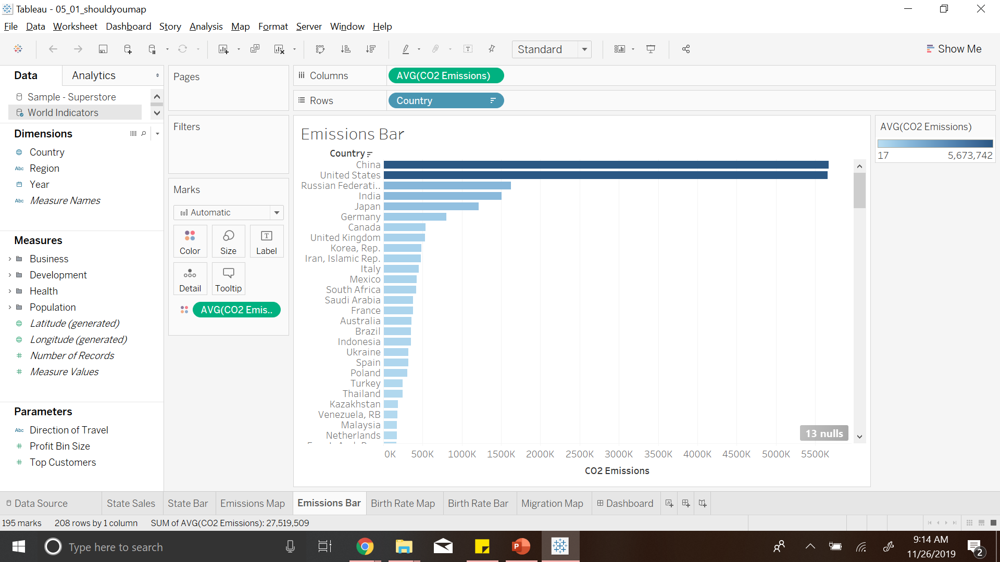 Tableau - 05_01_shouldyoumap
File Data Worksheet Dashboard Story Analysis Map Format Server Window Help
Standard
Show Me
Data
Analytics
Sample - Superstore
World Indicators
Dimensions
Country
Abc Region
Year
Abc Measure Names
Measures
Business
Development
Health
Population
Latitude (generated)
Longitude (generated)
# Number of Records
# Measure Values
Parameters
Abc Direction of Travel
# Profit Bin Size
# Top Customers
Pages
Filters
Marks
Automatic
Color Size Label
Detail Tooltip
AVG(CO2 Emis..
Columns AVG(CO2 Emissions)
Rows Country
Emissions Bar
Country
China
United States
Russian Federati..
India
Japan
Germany
Canada
United Kingdom
Korea, Rep.
Iran, Islamic Rep.
Italy
Mexico
South Africa
Saudi Arabia
France
Australia
Brazil
Indonesia
Ukraine
Spain
Poland
Turkey
Thailand
Kazakhstan
Venezuela, RB
Malaysia
Netherlands
13 nulls
0K 500K 1000K 1500K 2000K 2500K 3000K 3500K 4000K 4500K 5000K 5500K
CO2 Emissions
AVG(CO2 Emissions)
17 5,673,742
Data Source State Sales State Bar Emissions Map Emissions Bar Birth Rate Map Birth Rate Bar Migration Map Dashboard
195 marks 208 rows by 1 column SUM of AVG(CO2 Emissions): 27,519,509
Type here to search
9:14 AM
11/26/2019
2